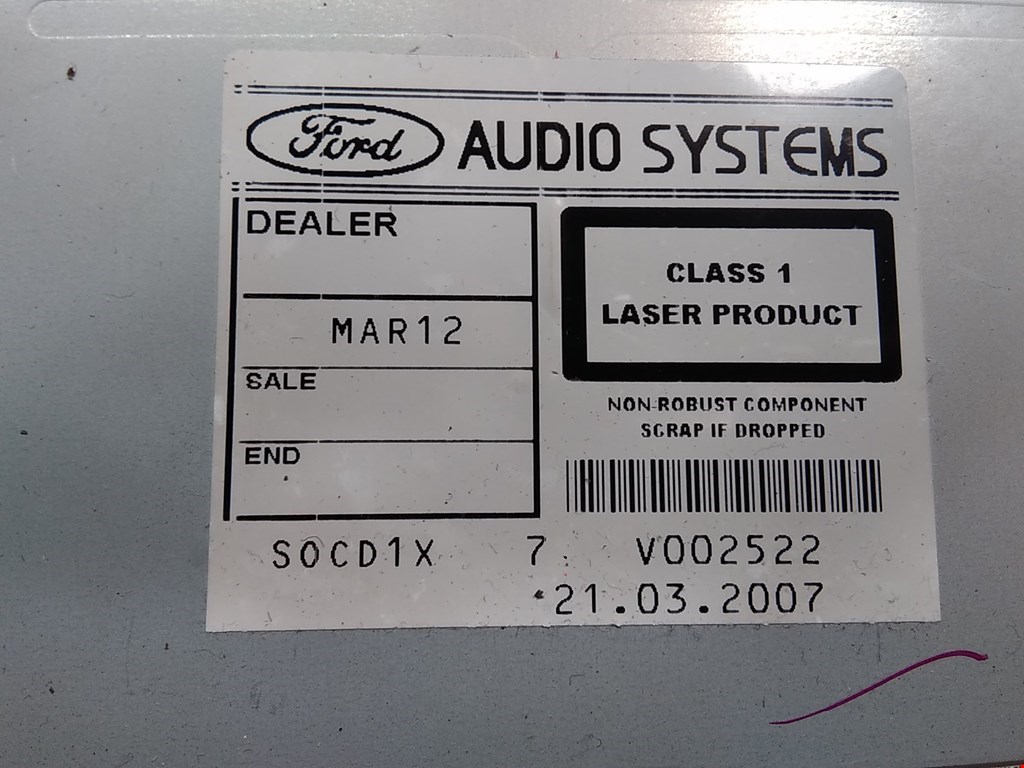 Ford AUDIO SYSTEMS
DEALER
MAR12
SALE
END
CLASS 1
LASER PRODUCT
NON-ROBUST COMPONENT
SCRAP IF DROPPED
SOCD1X 7 V002522
21.03.2007